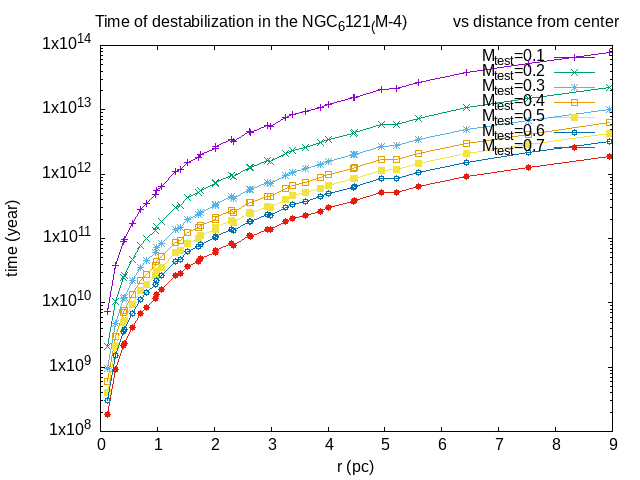 Time of destabilization in the NGC6121(M-4) vs distance from center
1x10^14
1x10^13
1x10^12
1x10^11
1x10^10
1x10^9
1x10^8
time (year)
Mtest=0.1
Mtest=0.2
Mtest=0.3
Mtest=0.4
Mtest=0.5
Mtest=0.6
Mtest=0.7
0 1 2 3 4 5 6 7 8 9
r (pc)